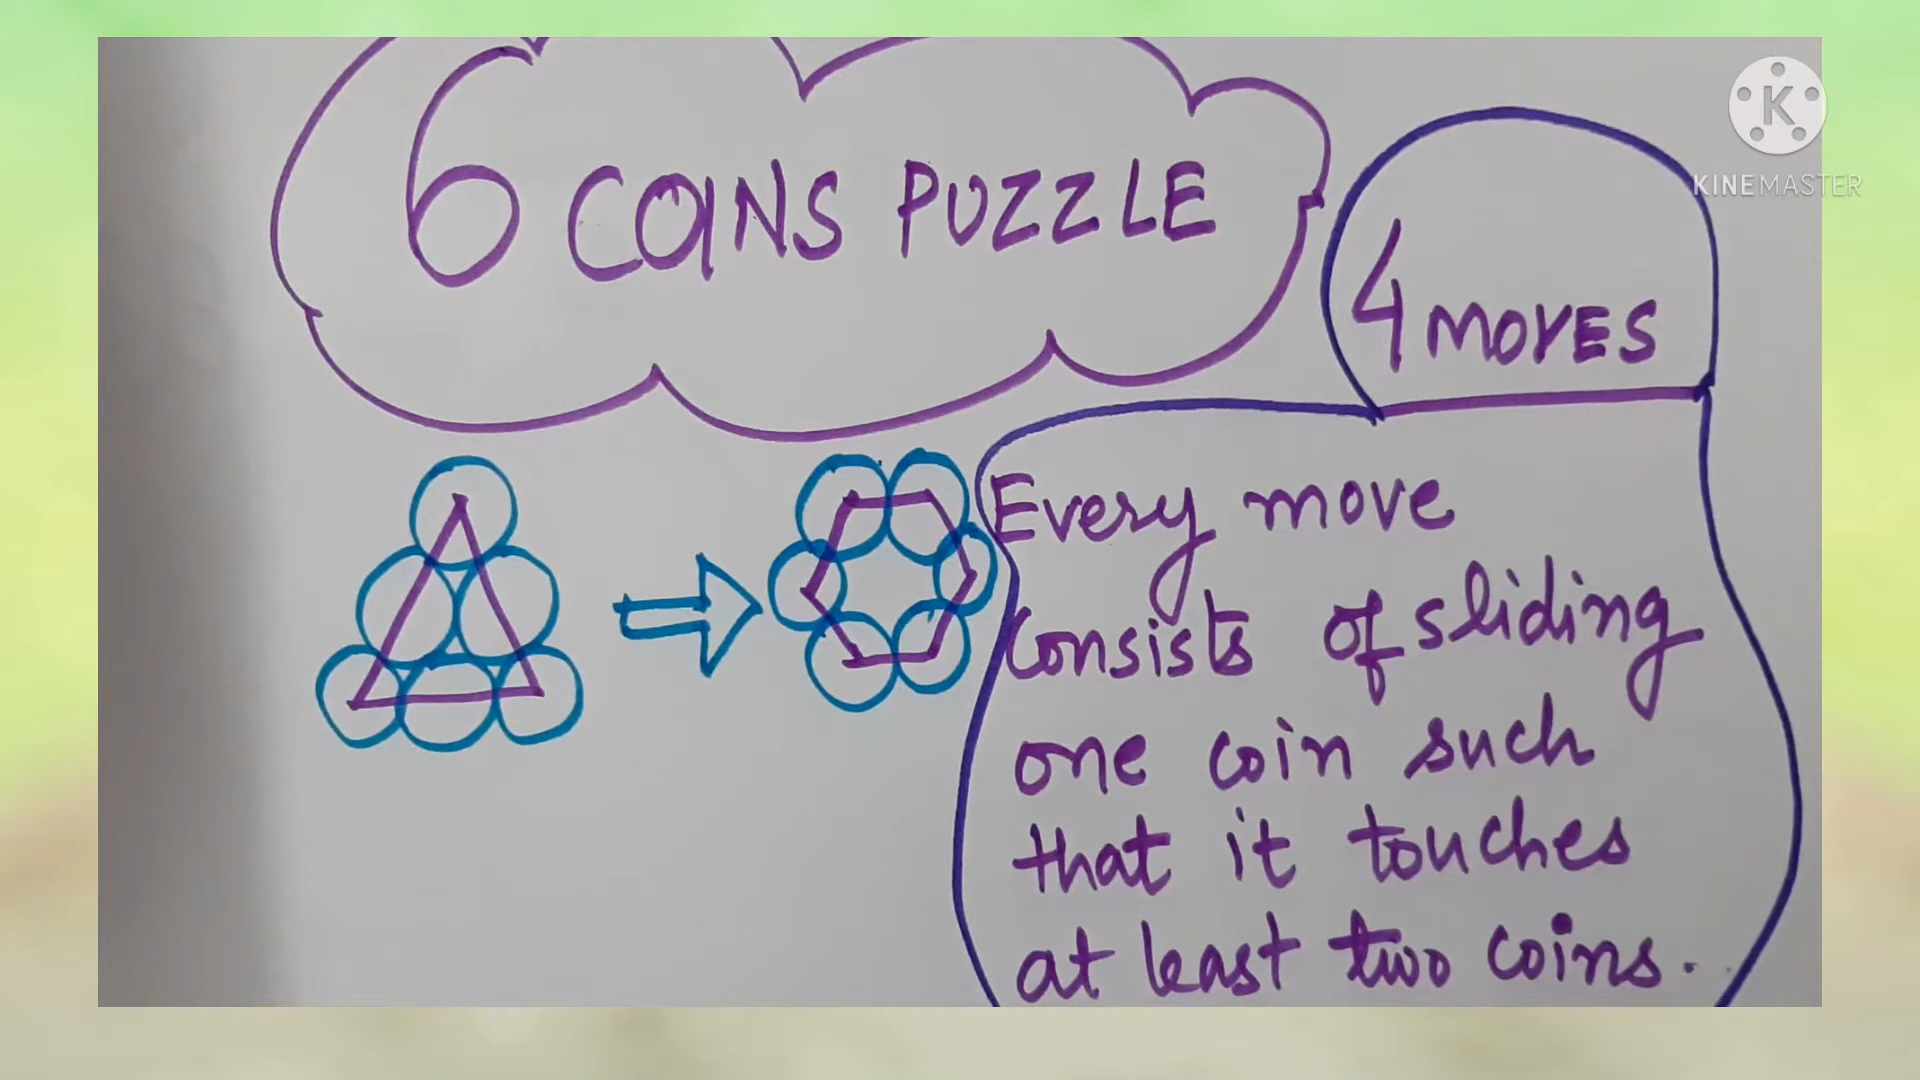 6 COINS PUZZLE
4 MOVES
Every move
Consists of sliding
one coin such
that it touches
at least two coins.
K
KINEMASTER